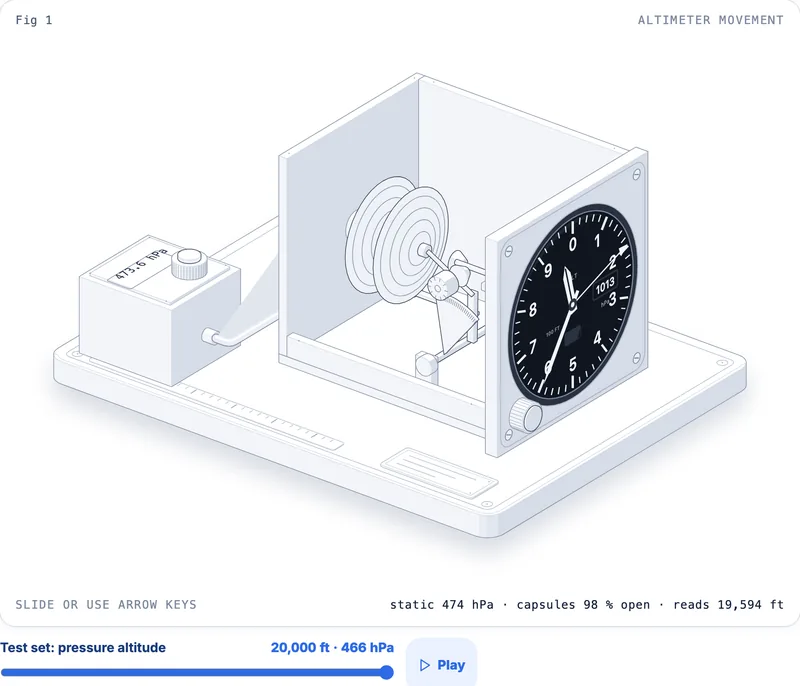 Fig 1
ALTIMETER MOVEMENT
473.6 hPa
0
1
2
3
4
5
6
7
8
9
1013
100 FT
SLIDE OR USE ARROW KEYS
static 474 hPa · capsules 98 % open · reads 19,594 ft
Test set: pressure altitude
20,000 ft · 466 hPa
Play